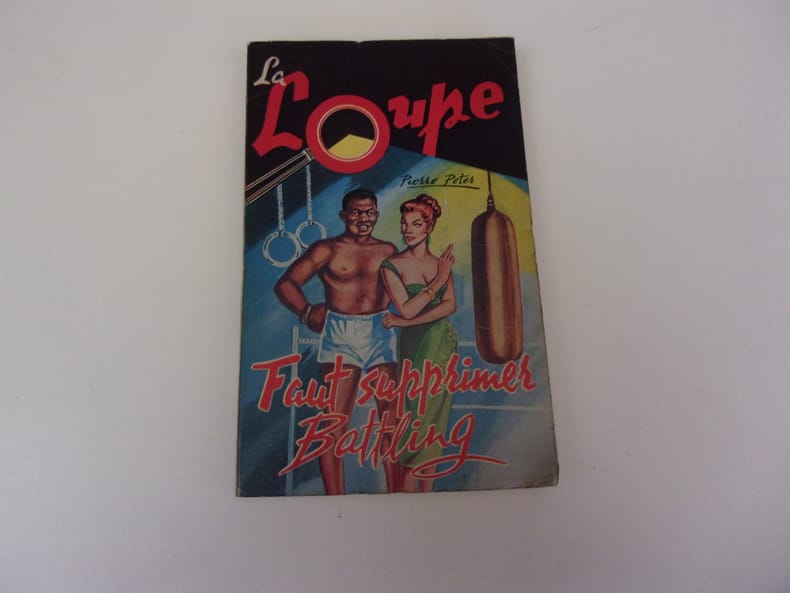 La
Loupe
Pierre Peter
Faut supprimer
Battling